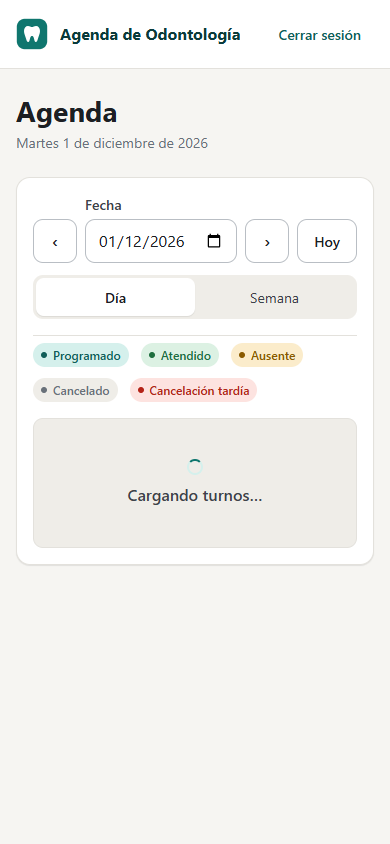 Agenda de Odontología
Cerrar sesión
Agenda
Martes 1 de diciembre de 2026
Fecha
‹ 01/12/2026 › Hoy
Día Semana
Programado Atendido Ausente
Cancelado Cancelación tardía
Cargando turnos...